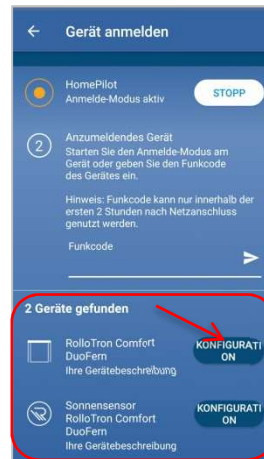 Gerät anmelden
HomePilot
Anmelde-Modus aktiv
STOPP
2
Anzumeldendes Gerät
Starten Sie den Anmelde-Modus am
Gerät oder geben Sie den Funkcode
des Gerätes ein.
Hinweis: Funkcode kann nur innerhalb der
ersten 2 Stunden nach Netzanschluss
genutzt werden.
Funkcode
2 Geräte gefunden
RolloTron Comfort
DuoFern
Ihre Gerätebeschreibung
KONFIGURATI
ON
Sonnensensor
RolloTron Comfort
DuoFern
Ihre Gerätebeschreibung
KONFIGURATI
ON